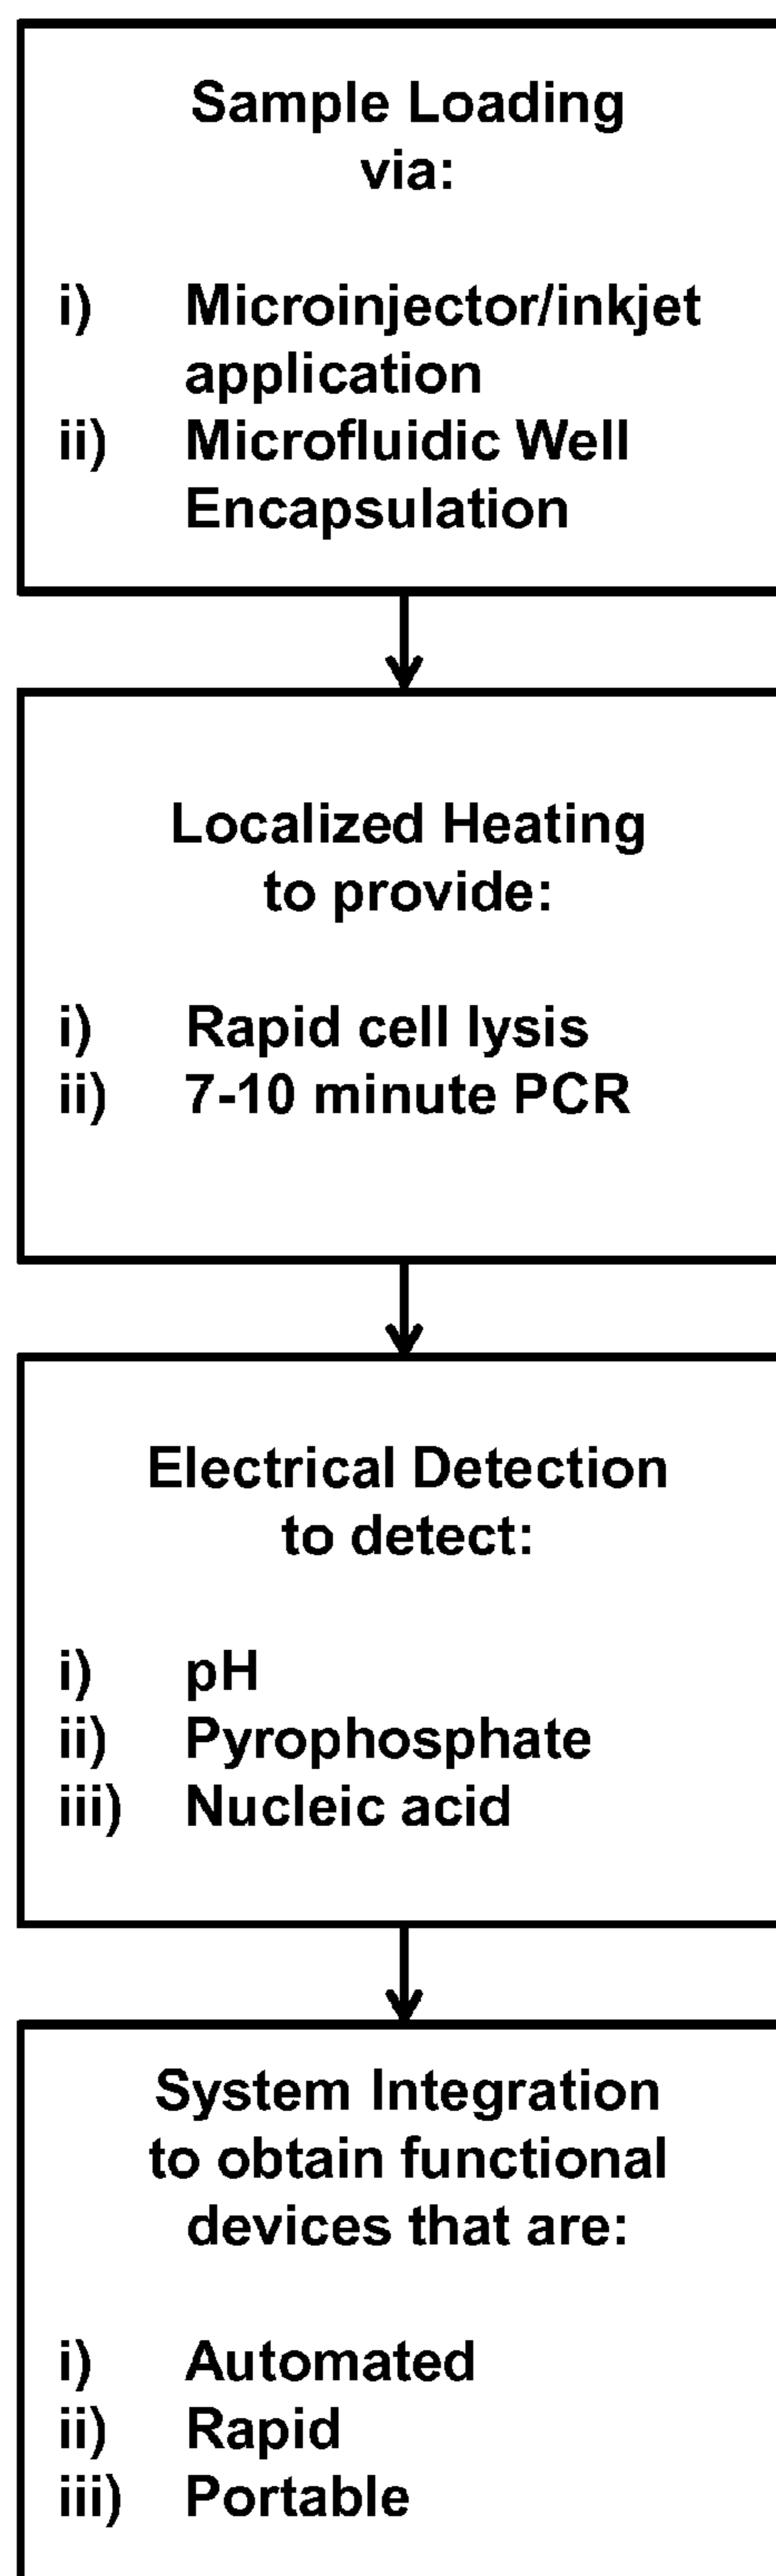 Sample Loading
via:
i) Microinjector/inkjet
application
ii) Microfluidic Well
Encapsulation
Localized Heating
to provide:
i) Rapid cell lysis
ii) 7-10 minute PCR
Electrical Detection
to detect:
i) pH
ii) Pyrophosphate
iii) Nucleic acid
System Integration
to obtain functional
devices that are:
i) Automated
ii) Rapid
iii) Portable